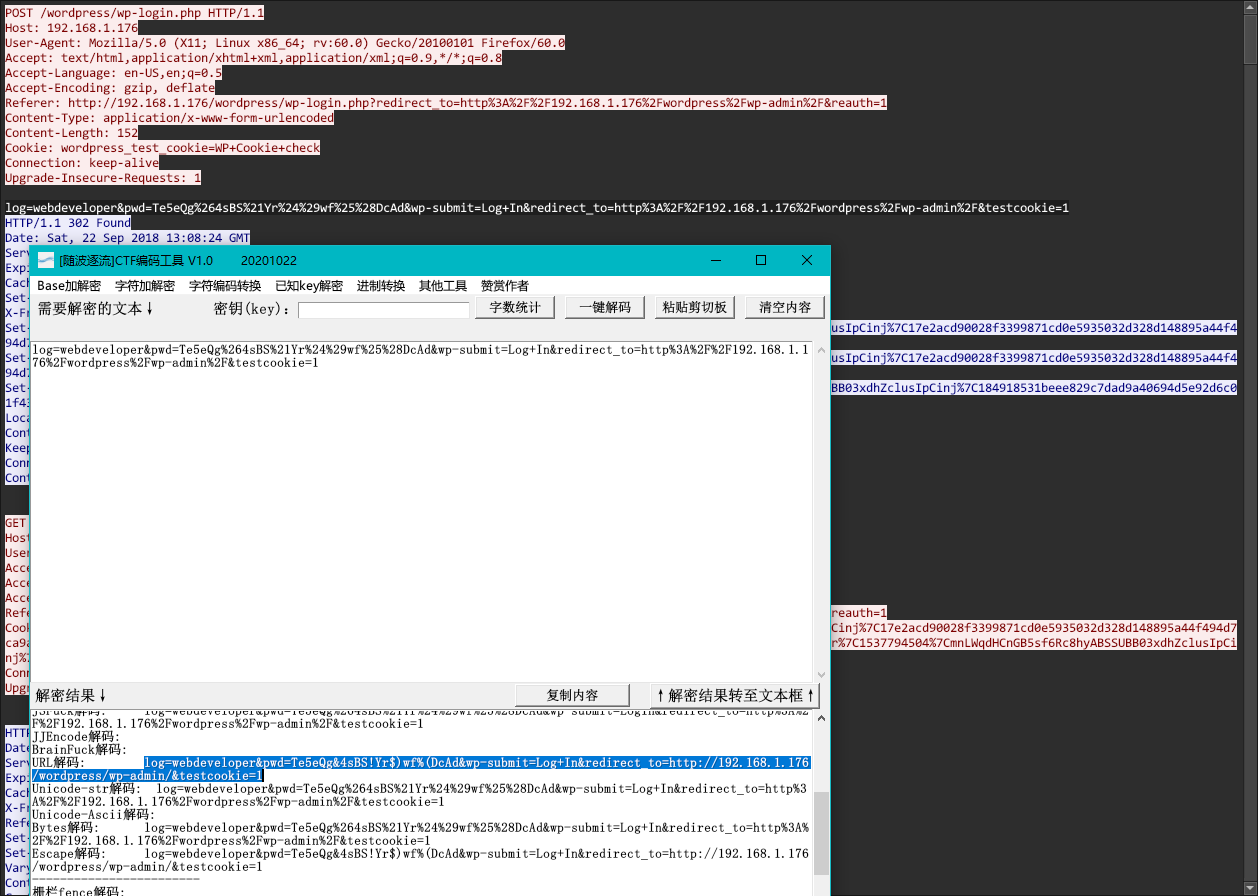 POST /wordpress/wp-login.php HTTP/1.1
Host: 192.168.1.176
User-Agent: Mozilla/5.0 (X11; Linux x86_64; rv:60.0) Gecko/20100101 Firefox/60.0
Accept: text/html,application/xhtml+xml,application/xml;q=0.9,*/*;q=0.8
Accept-Language: en-US,en;q=0.5
Accept-Encoding: gzip, deflate
Referer: http://192.168.1.176/wordpress/wp-login.php?redirect_to=http%3A%2F%2F192.168.1.176%2Fwordpress%2Fwp-admin%2F&reauth=1
Content-Type: application/x-www-form-urlencoded
Content-Length: 152
Cookie: wordpress_test_cookie=WP+Cookie+check
Connection: keep-alive
Upgrade-Insecure-Requests: 1
log=webdeveloper&pwd=Te5eQg%264sBS%21Yr%24%29wf%25%28DcAd&wp-submit=Log+In&redirect_to=http%3A%2F%2F192.168.1.176%2Fwordpress%2Fwp-admin%2F&testcookie=1
HTTP/1.1 302 Found
Date: Sat, 22 Sep 2018 13:08:24 GMT
Serv
Expi
Cach
Set-
X-Fr
Set-
usIpCinj%7C17e2acd90028f3399871cd0e5935032d328d148895a44f4
94d7
Set-
usIpCinj%7C17e2acd90028f3399871cd0e5935032d328d148895a44f4
94d7
Set-
BB03xdhZclusIpCinj%7C184918531beee829c7dad9a40694d5e92d6c0
1f43
Loca
Cont
Keep
Conn
Cont
GET
Host
User
Acce
Acce
Acce
Refe
reauth=1
Cook
Cinj%7C17e2acd90028f3399871cd0e5935032d328d148895a44f494d7
ca9a
r%7C1537794504%7CmnLWqdHCnGB5sf6Rc8hyABSSUBB03xdhZclusIpCi
nj%
Conn
Upgr
HTTP
Date
Serv
Expi
Cach
X-Fr
Refe
Set-
Set-
Vary
Cont
[随波逐流]CTF编码工具 V1.0 20201022
Base加解密 字符加解密 字符编码转换 已知key解密 进制转换 其他工具 赞赏作者
需要解密的文本↓ 密钥(key): 字数统计 一键解码 粘贴剪切板 清空内容
log=webdeveloper&pwd=Te5eQg%264sBS%21Yr%24%29wf%25%28DcAd&wp-submit=Log+In&redirect_to=http%3A%2F%2F192.168.1.1
76%2Fwordpress%2Fwp-admin%2F&testcookie=1
解密结果↓ 复制内容 ↑解密结果转至文本框↑
JSFuck解码: log=webdeveloper&pwd=Te5eQg%264sBS%21Yr%24%29wf%25%28DcAd&wp-submit=Login&redirect_to=http%3A%2
F%2F192.168.1.176%2Fwordpress%2Fwp-admin%2F&testcookie=1
JJEncode解码:
BrainFuck解码:
URL解码: log=webdeveloper&pwd=Te5eQg&4sBS!Yr$)wf%(DcAd&wp-submit=Log+In&redirect_to=http://192.168.1.176
/wordpress/wp-admin/&testcookie=1
Unicode-str解码: log=webdeveloper&pwd=Te5eQg%264sBS%21Yr%24%29wf%25%28DcAd&wp-submit=Log+In&redirect_to=http%3
A%2F%2F192.168.1.176%2Fwordpress%2Fwp-admin%2F&testcookie=1
Unicode-Ascii解码:
Bytes解码: log=webdeveloper&pwd=Te5eQg%264sBS%21Yr%24%29wf%25%28DcAd&wp-submit=Log+In&redirect_to=http%3A%
2F%2F192.168.1.176%2Fwordpress%2Fwp-admin%2F&testcookie=1
Escape解码: log=webdeveloper&pwd=Te5eQg&4sBS!Yr$)wf%(DcAd&wp-submit=Log+In&redirect_to=http://192.168.1.176
/wordpress/wp-admin/&testcookie=1
------------------------
栅栏fence解码: